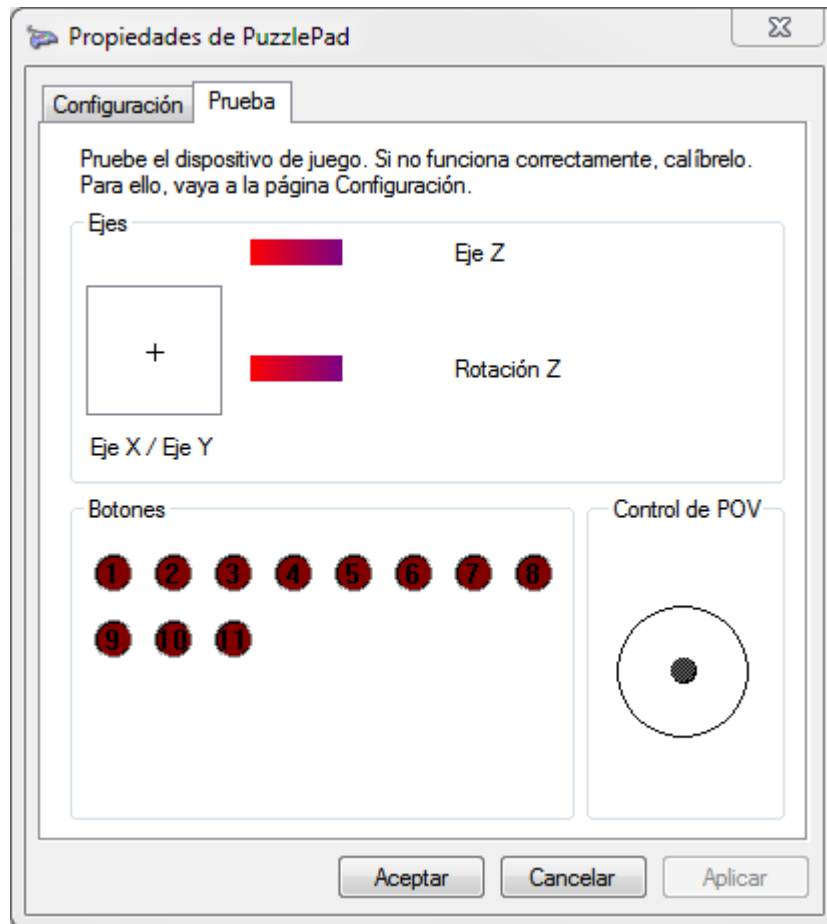 Propiedades de PuzzlePad
Configuración
Prueba
Pruebe el dispositivo de juego. Si no funciona correctamente, calíbrelo.
Para ello, vaya a la página Configuración.
Ejes
Eje Z
Rotación Z
Eje X / Eje Y
Botones
1 2 3 4 5 6 7 8
9 10 11
Control de POV
Aceptar
Cancelar
Aplicar